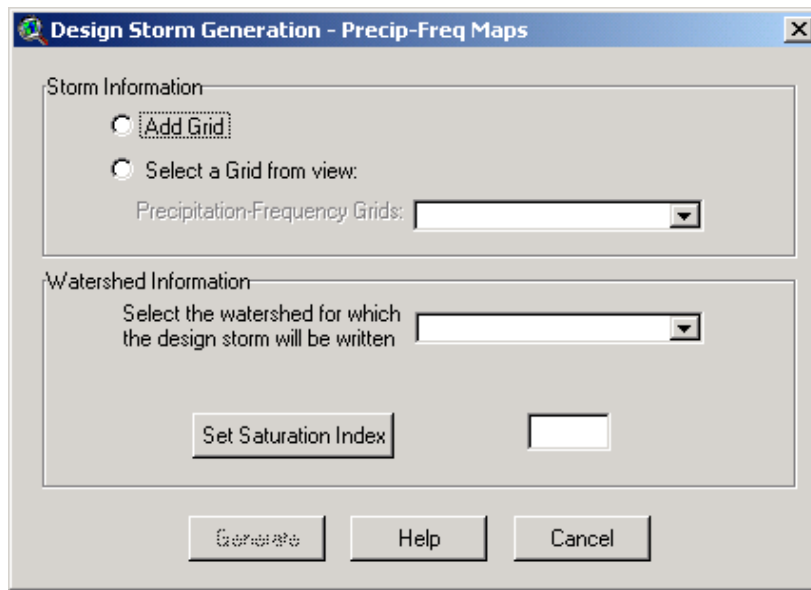 Design Storm Generation - Precip-Freq Maps
Storm Information
Add Grid
Select a Grid from view:
Precipitation-Frequency Grids:
Watershed Information
Select the watershed for which
the design storm will be written
Set Saturation Index
Generate Help Cancel